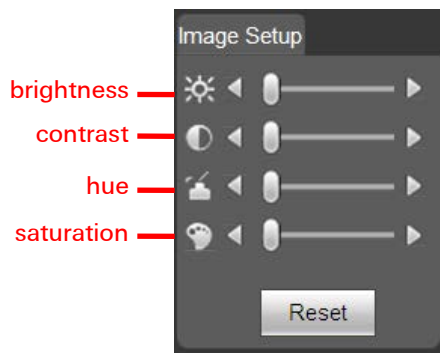 Image Setup
brightness
contrast
hue
saturation
Reset